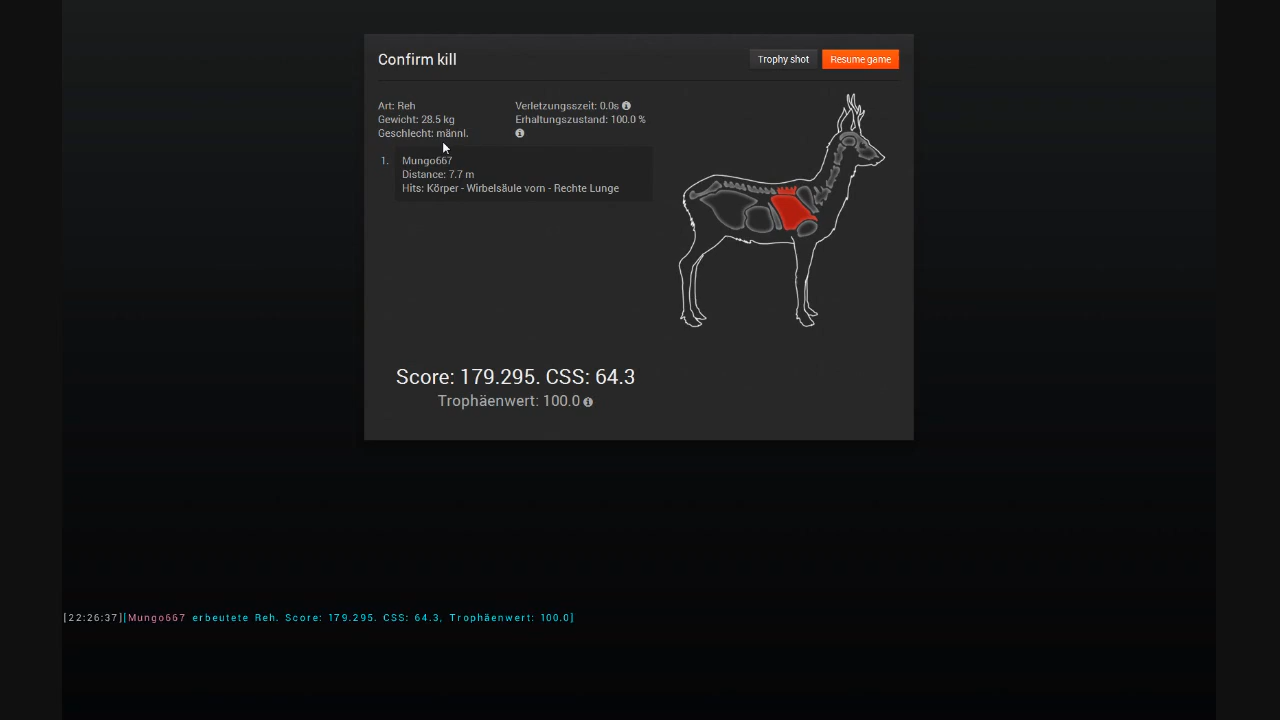 Confirm kill
Trophy shot
Resume game
Art: Reh
Gewicht: 28.5 kg
Geschlecht: männl.
Verletzungsszeit: 0.0s
Erhaltungszustand: 100.0 %
1.
Mungo667
Distance: 7.7 m
Hits: Körper - Wirbelsäule vorn - Rechte Lunge
Score: 179.295. CSS: 64.3
Trophäenwert: 100.0
[22:26:37][Mungo667 erbeutete Reh. Score: 179.295. CSS: 64.3, Trophäenwert: 100.0]